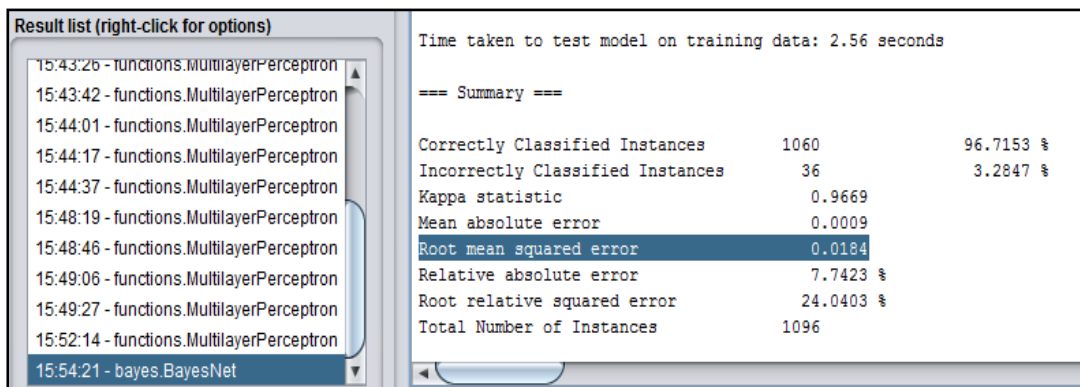 Result list (right-click for options)
15:43:26 - functions.MultilayerPerceptron
15:43:42 - functions.MultilayerPerceptron
15:44:01 - functions.MultilayerPerceptron
15:44:17 - functions.MultilayerPerceptron
15:44:37 - functions.MultilayerPerceptron
15:48:19 - functions.MultilayerPerceptron
15:48:46 - functions.MultilayerPerceptron
15:49:06 - functions.MultilayerPerceptron
15:49:27 - functions.MultilayerPerceptron
15:52:14 - functions.MultilayerPerceptron
15:54:21 - bayes.BayesNet
Time taken to test model on training data: 2.56 seconds
=== Summary ===
Correctly Classified Instances 1060 96.7153 %
Incorrectly Classified Instances 36 3.2847 %
Kappa statistic 0.9669
Mean absolute error 0.0009
Root mean squared error 0.0184
Relative absolute error 7.7423 %
Root relative squared error 24.0403 %
Total Number of Instances 1096